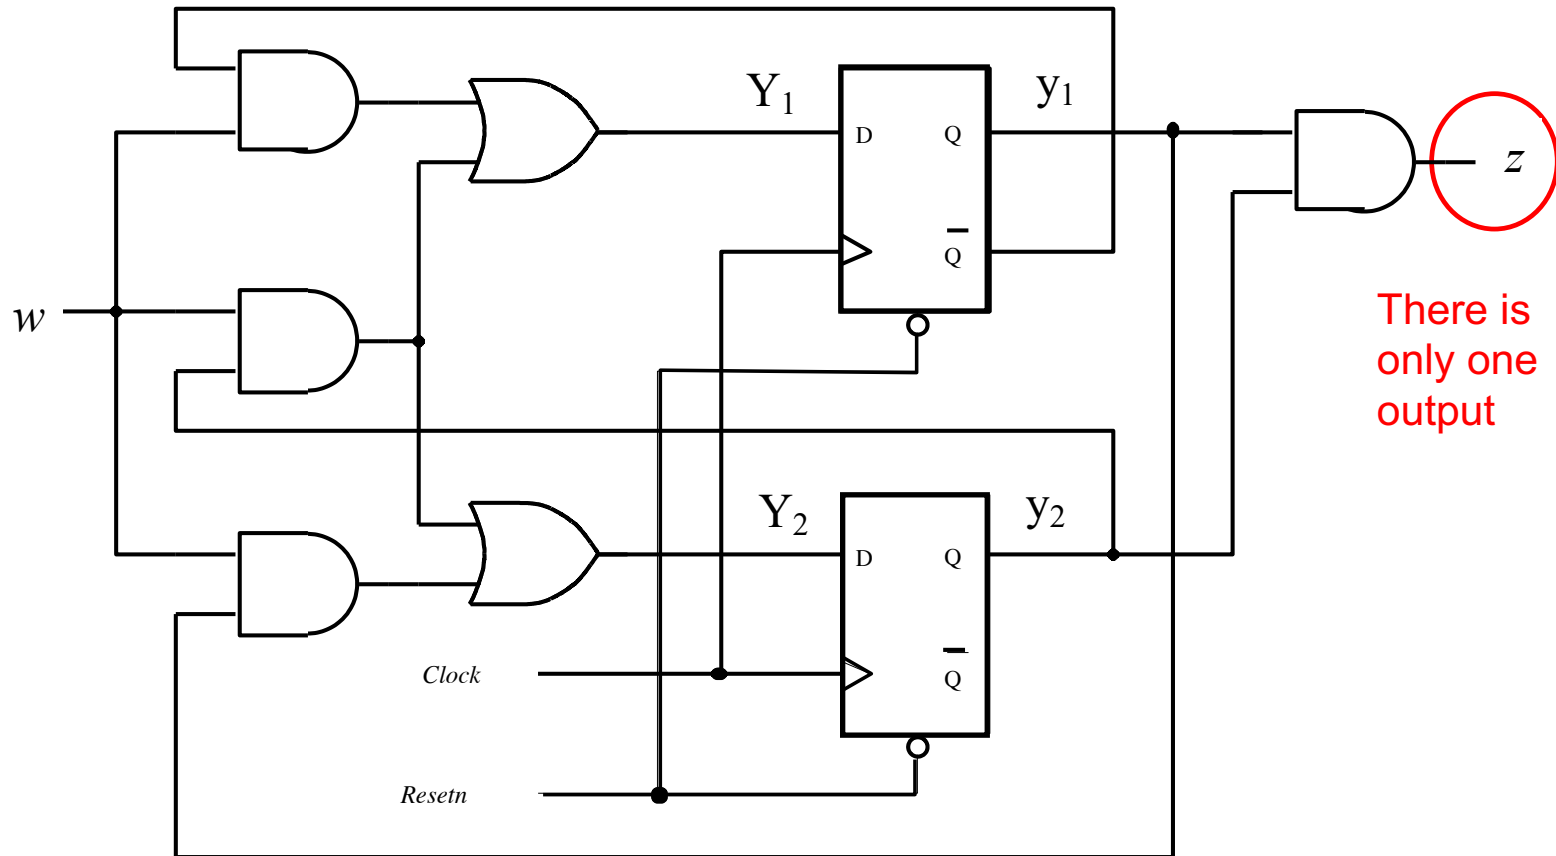 Y₁
y₁
D
Q
Q̅
z
w
There is
only one
output
Y₂
y₂
D
Q
Q̅
Clock
Resetn